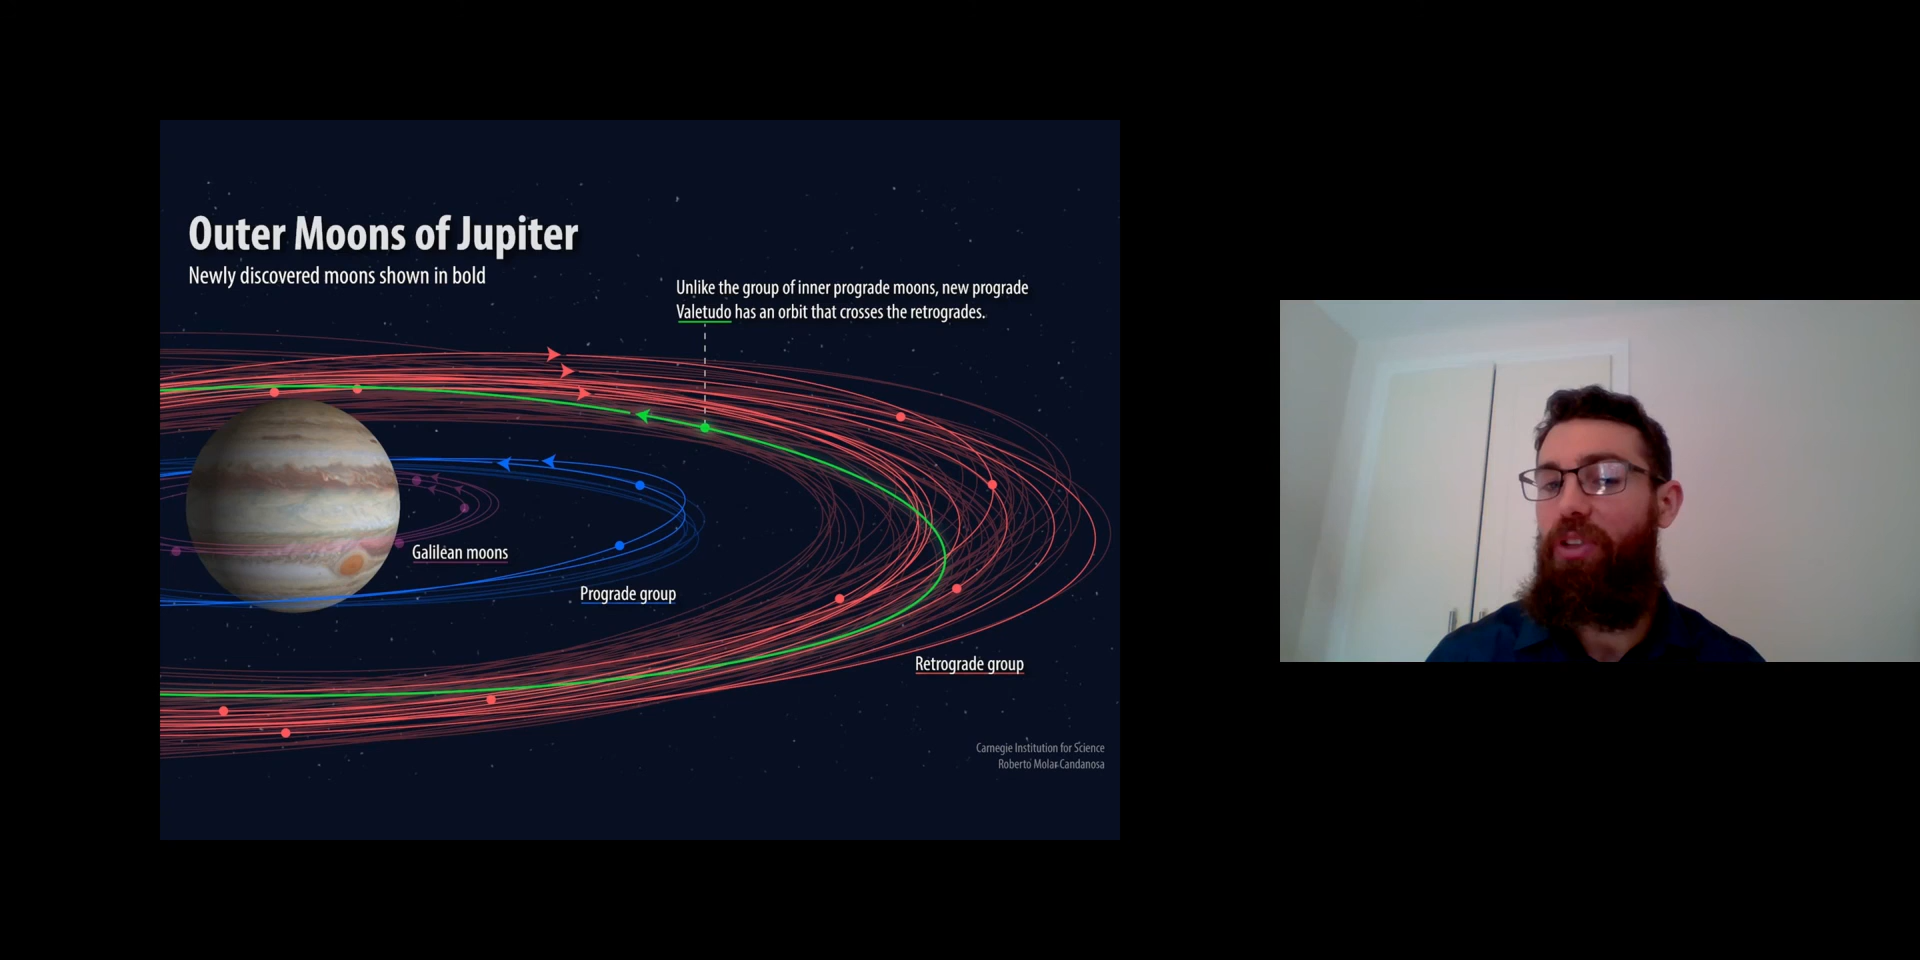 Outer Moons of Jupiter
Newly discovered moons shown in bold
Unlike the group of inner prograde moons, new prograde
Valetudo has an orbit that crosses the retrogrades.
Galilean moons
Prograde group
Retrograde group
Carnegie Institution for Science
Roberto Molar Candanosa